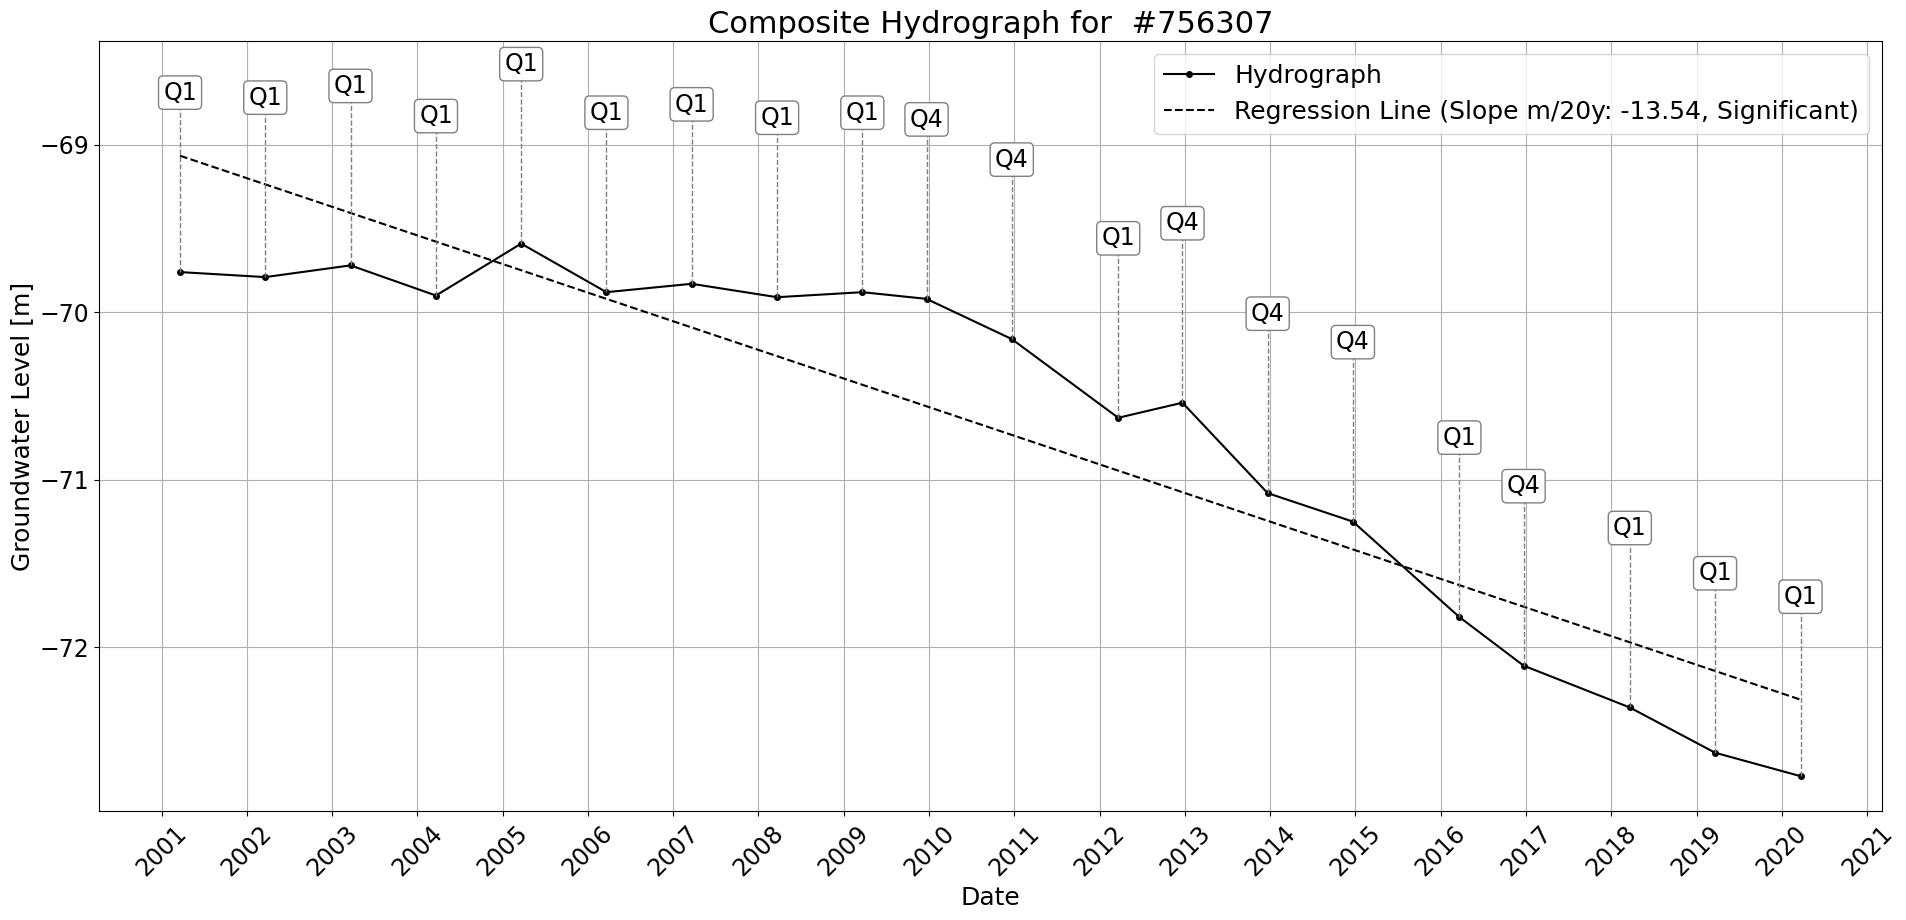 Composite Hydrograph for  #756307
Hydrograph
Regression Line (Slope m/20y: -13.54, Significant)
Q1
Q1
Q1
Q1
Q1
Q1
Q1
Q1
Q1
Q4
Q4
Q1
Q4
Q4
Q4
Q1
Q4
Q1
Q1
Q1
Groundwater Level [m]
−69
−70
−71
−72
2001
2002
2003
2004
2005
2006
2007
2008
2009
2010
2011
2012
2013
2014
2015
2016
2017
2018
2019
2020
2021
Date